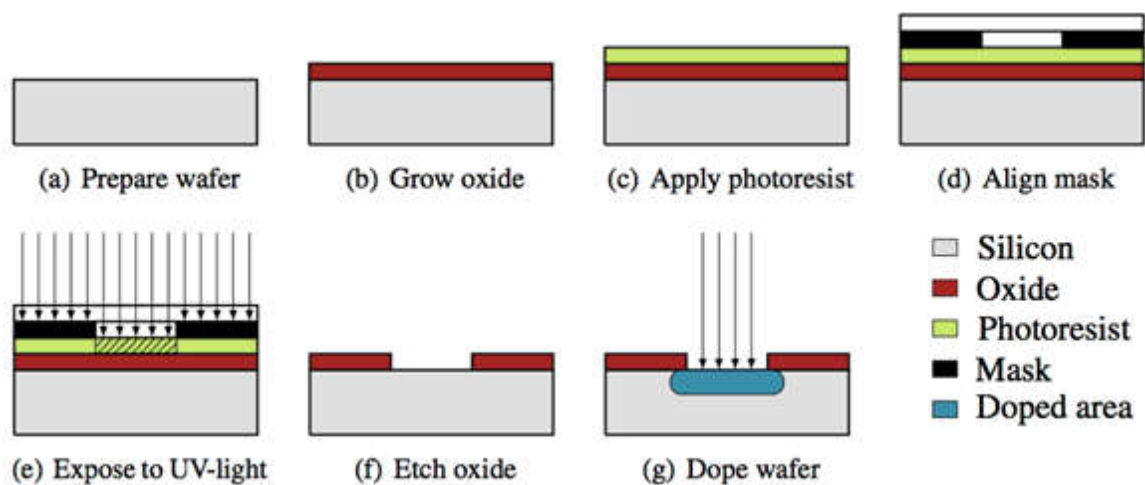 (a) Prepare wafer
(b) Grow oxide
(c) Apply photoresist
(d) Align mask
(e) Expose to UV-light
(f) Etch oxide
(g) Dope wafer
Silicon
Oxide
Photoresist
Mask
Doped area